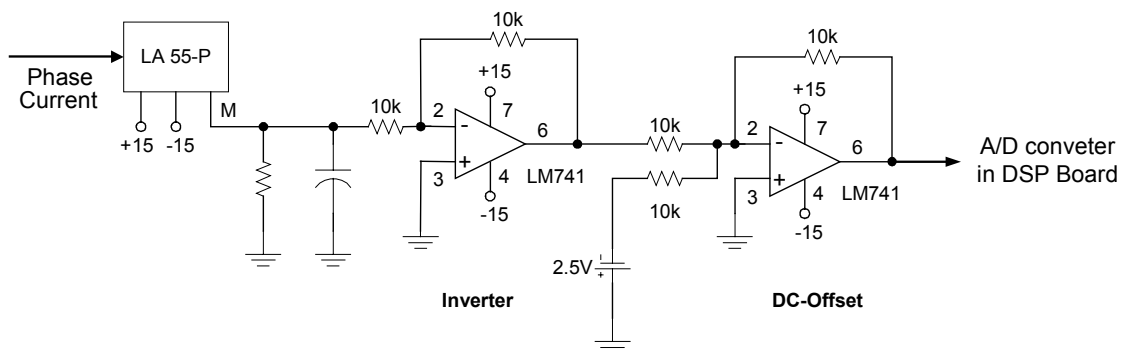 LA 55-P
Phase
Current
+15
-15
M
10k
10k
+15
2
7
6
3
4
-15
LM741
-
+
Inverter
10k
10k
2.5V
-
+
10k
+15
2
7
6
3
4
-15
LM741
-
+
DC-Offset
A/D conveter
in DSP Board